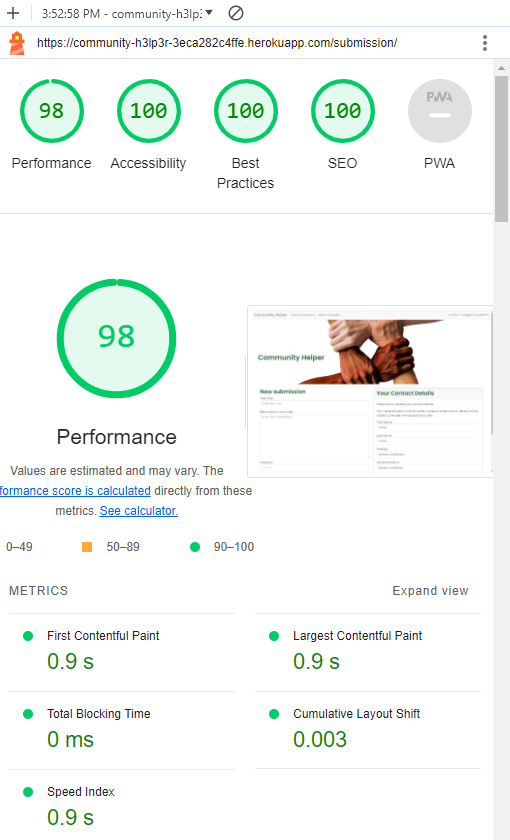 3:52:58 PM - community-h3lp3
https://community-h3lp3r-3eca282c4ffe.herokuapp.com/submission/
98
100
100
100
PWA
Performance
Accessibility
Best
Practices
SEO
PWA
98
Community Helper
Community Helper
New submission
Your Contact Details
Performance
Values are estimated and may vary. The
formance score is calculated directly from these
metrics. See calculator.
0–49
50–89
90–100
METRICS
Expand view
First Contentful Paint
0.9 s
Largest Contentful Paint
0.9 s
Total Blocking Time
0 ms
Cumulative Layout Shift
0.003
Speed Index
0.9 s